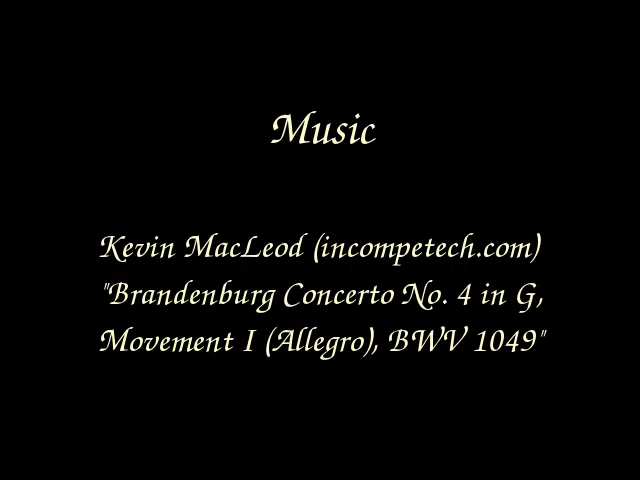 Music
Kevin MacLeod (incompetech.com)
"Brandenburg Concerto No. 4 in G,
Movement I (Allegro), BWV 1049"